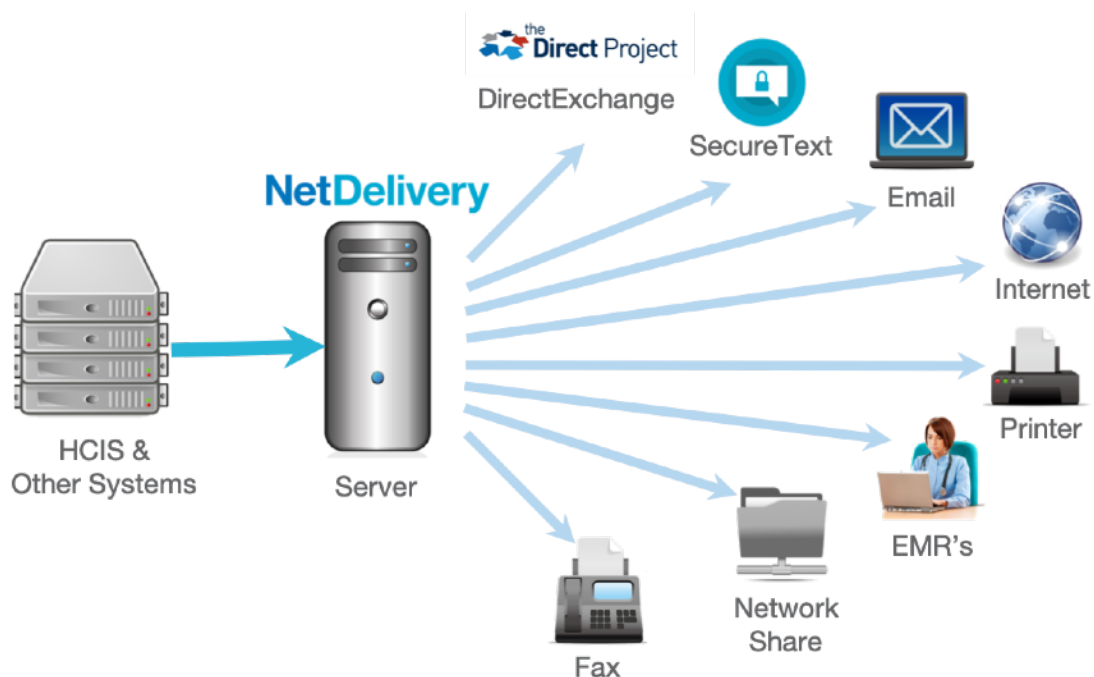 the
Direct Project
DirectExchange
SecureText
Email
NetDelivery
Internet
Printer
HCIS &
Other Systems
Server
EMR's
Network
Share
Fax